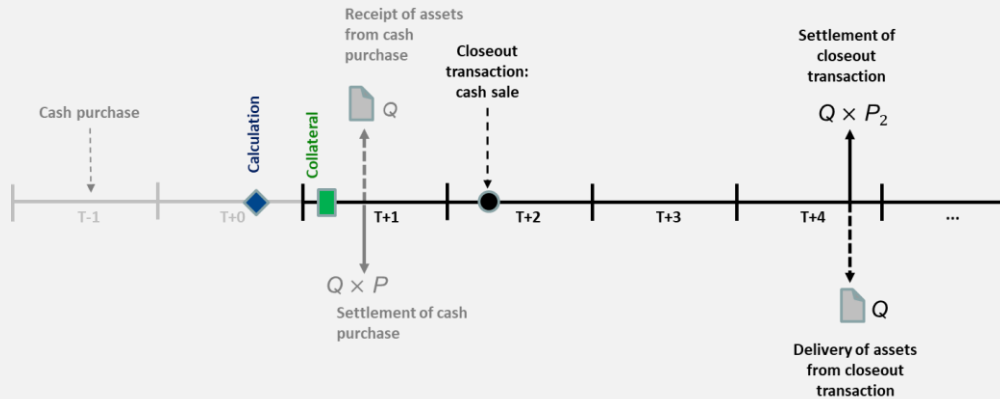 Receipt of assets
from cash
purchase
Closeout
transaction:
cash sale
Settlement of
closeout
transaction
Cash purchase
Calculation
Collateral
Q
Q × P₂
T-1
T+0
T+1
T+2
T+3
T+4
...
Q × P
Settlement of cash
purchase
Q
Delivery of assets
from closeout
transaction